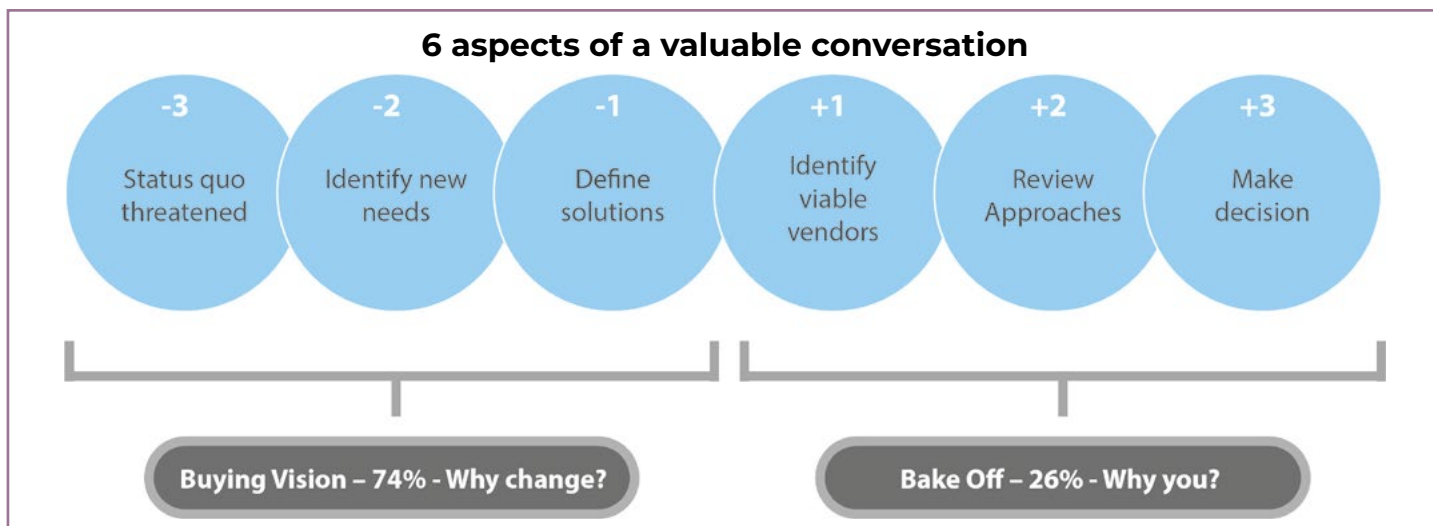 6 aspects of a valuable conversation
-3
Status quo
threatened
-2
Identify new
needs
-1
Define
solutions
+1
Identify
viable
vendors
+2
Review
Approaches
+3
Make
decision
Buying Vision – 74% - Why change?
Bake Off – 26% - Why you?